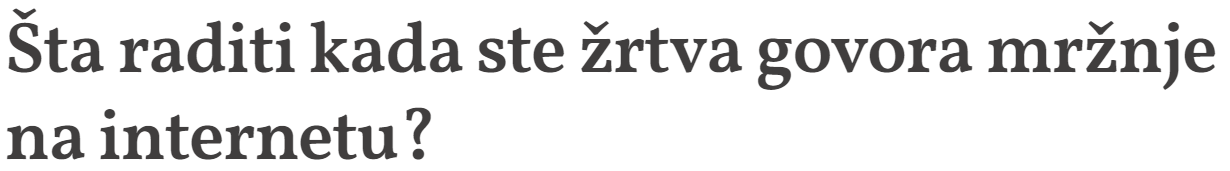 Šta raditi kada ste žrtva govora mržnje
na internetu?